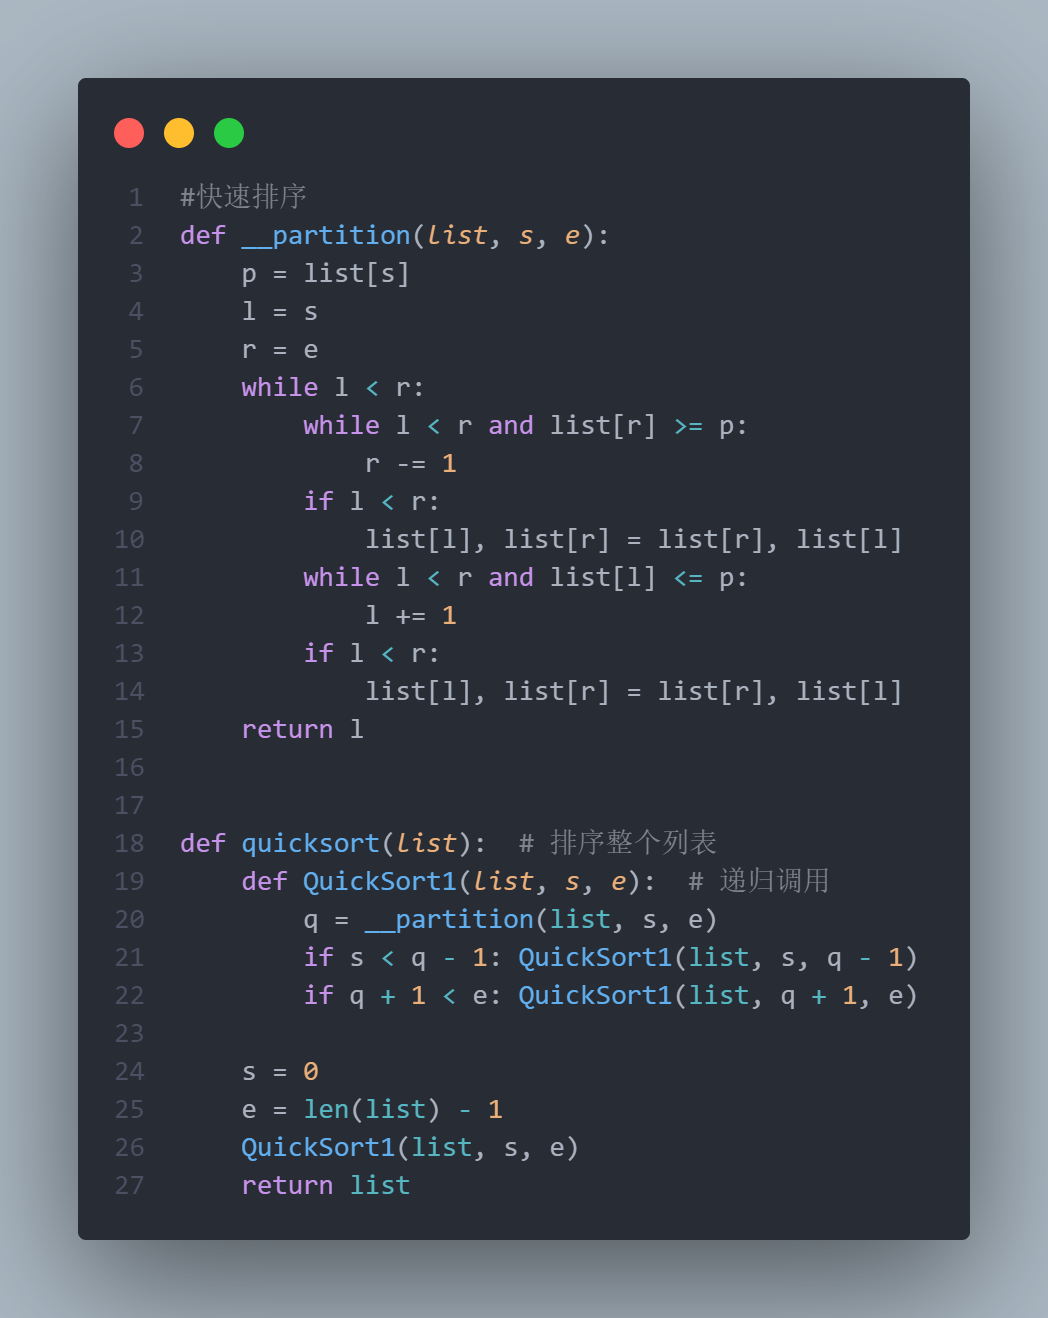 1 #快速排序
2 def __partition(list, s, e):
3     p = list[s]
4     l = s
5     r = e
6     while l < r:
7         while l < r and list[r] >= p:
8             r -= 1
9         if l < r:
10             list[l], list[r] = list[r], list[l]
11         while l < r and list[l] <= p:
12             l += 1
13         if l < r:
14             list[l], list[r] = list[r], list[l]
15     return l
16
17
18 def quicksort(list):  # 排序整个列表
19     def QuickSort1(list, s, e):  # 递归调用
20         q = __partition(list, s, e)
21         if s < q - 1: QuickSort1(list, s, q - 1)
22         if q + 1 < e: QuickSort1(list, q + 1, e)
23
24     s = 0
25     e = len(list) - 1
26     QuickSort1(list, s, e)
27     return list